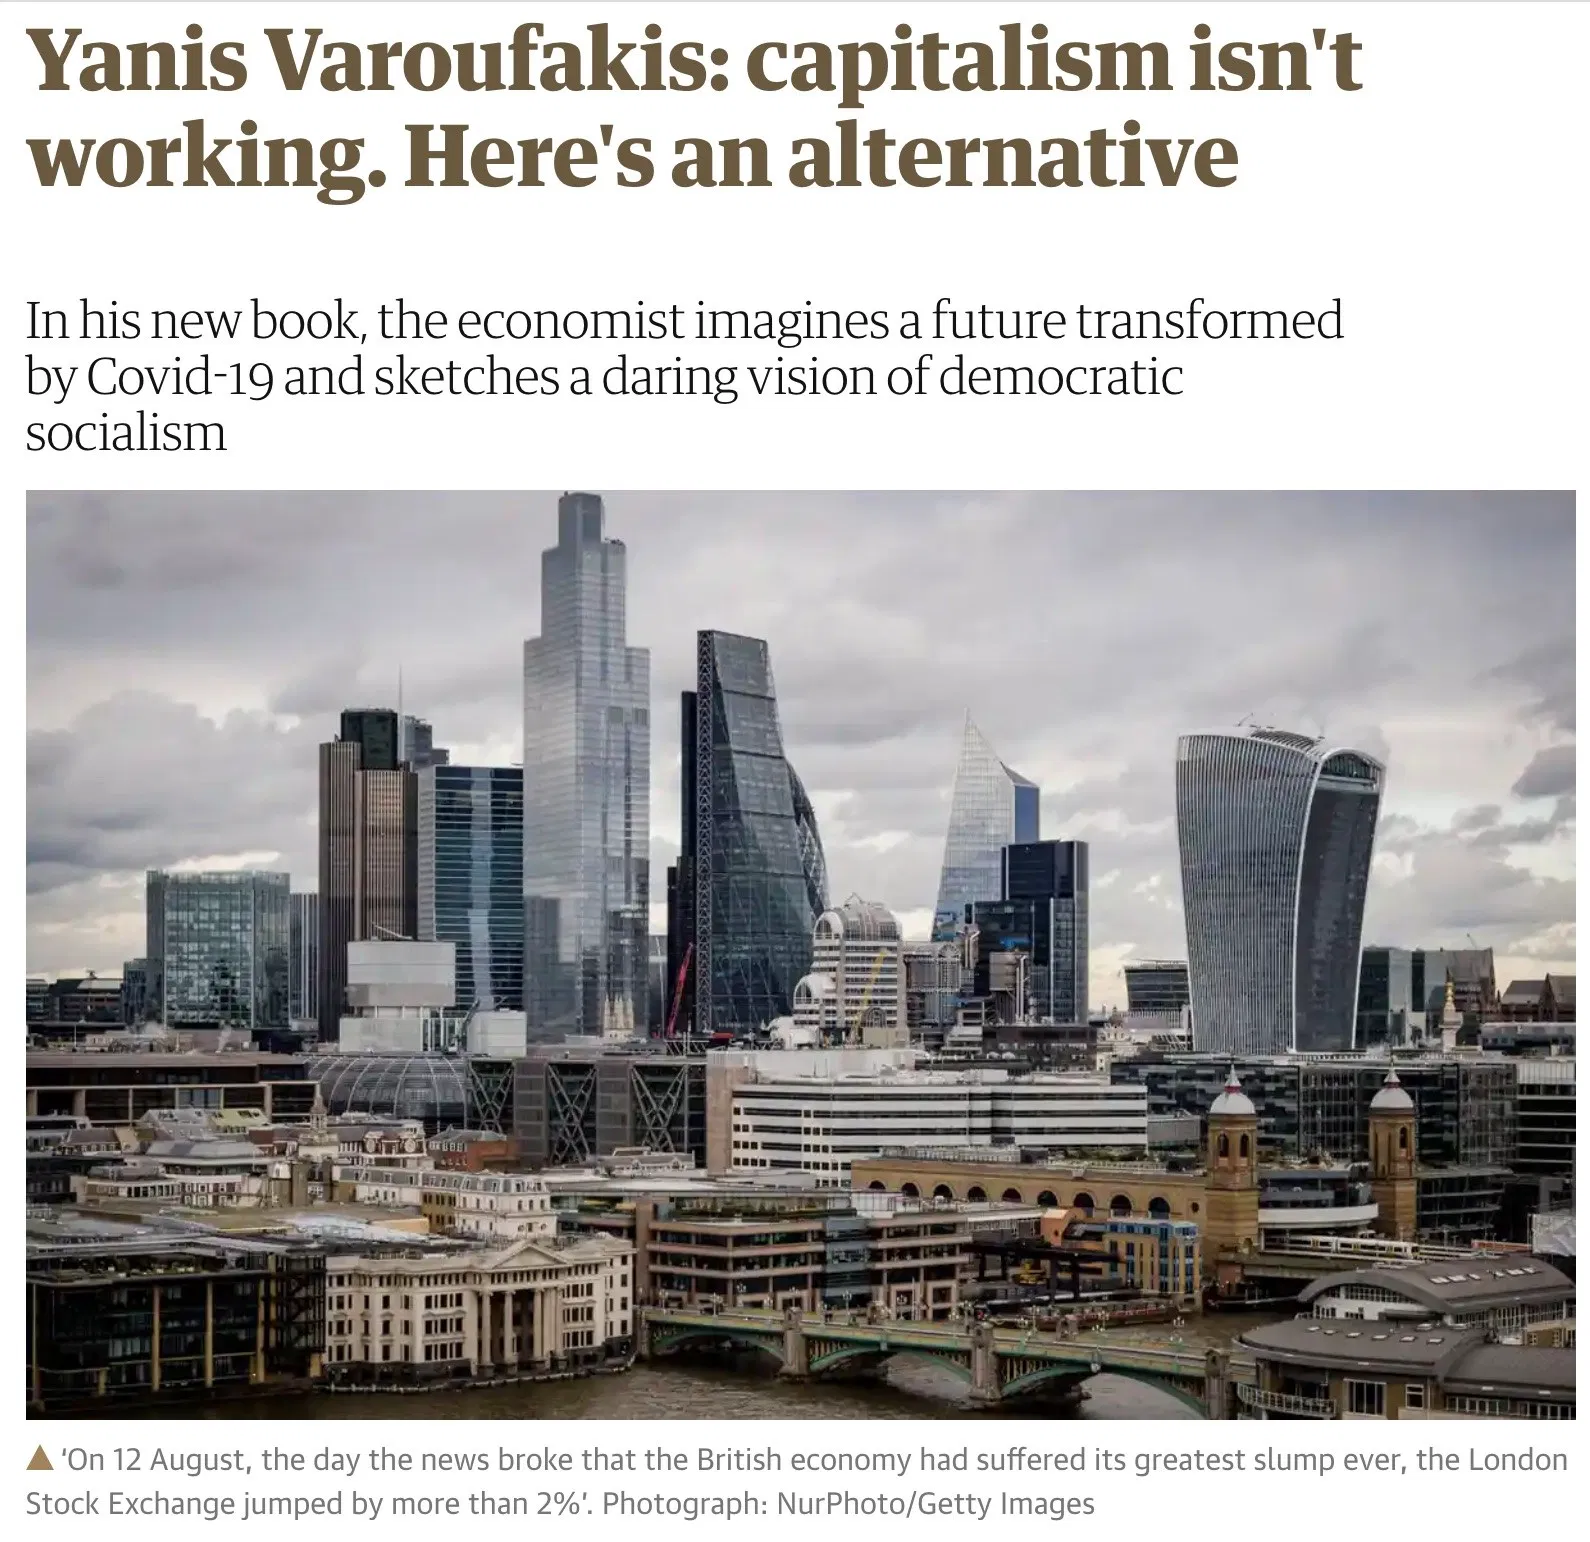 Yanis Varoufakis: capitalism isn't
working. Here's an alternative
In his new book, the economist imagines a future transformed
by Covid-19 and sketches a daring vision of democratic
socialism
‘On 12 August, the day the news broke that the British economy had suffered its greatest slump ever, the London
Stock Exchange jumped by more than 2%’. Photograph: NurPhoto/Getty Images